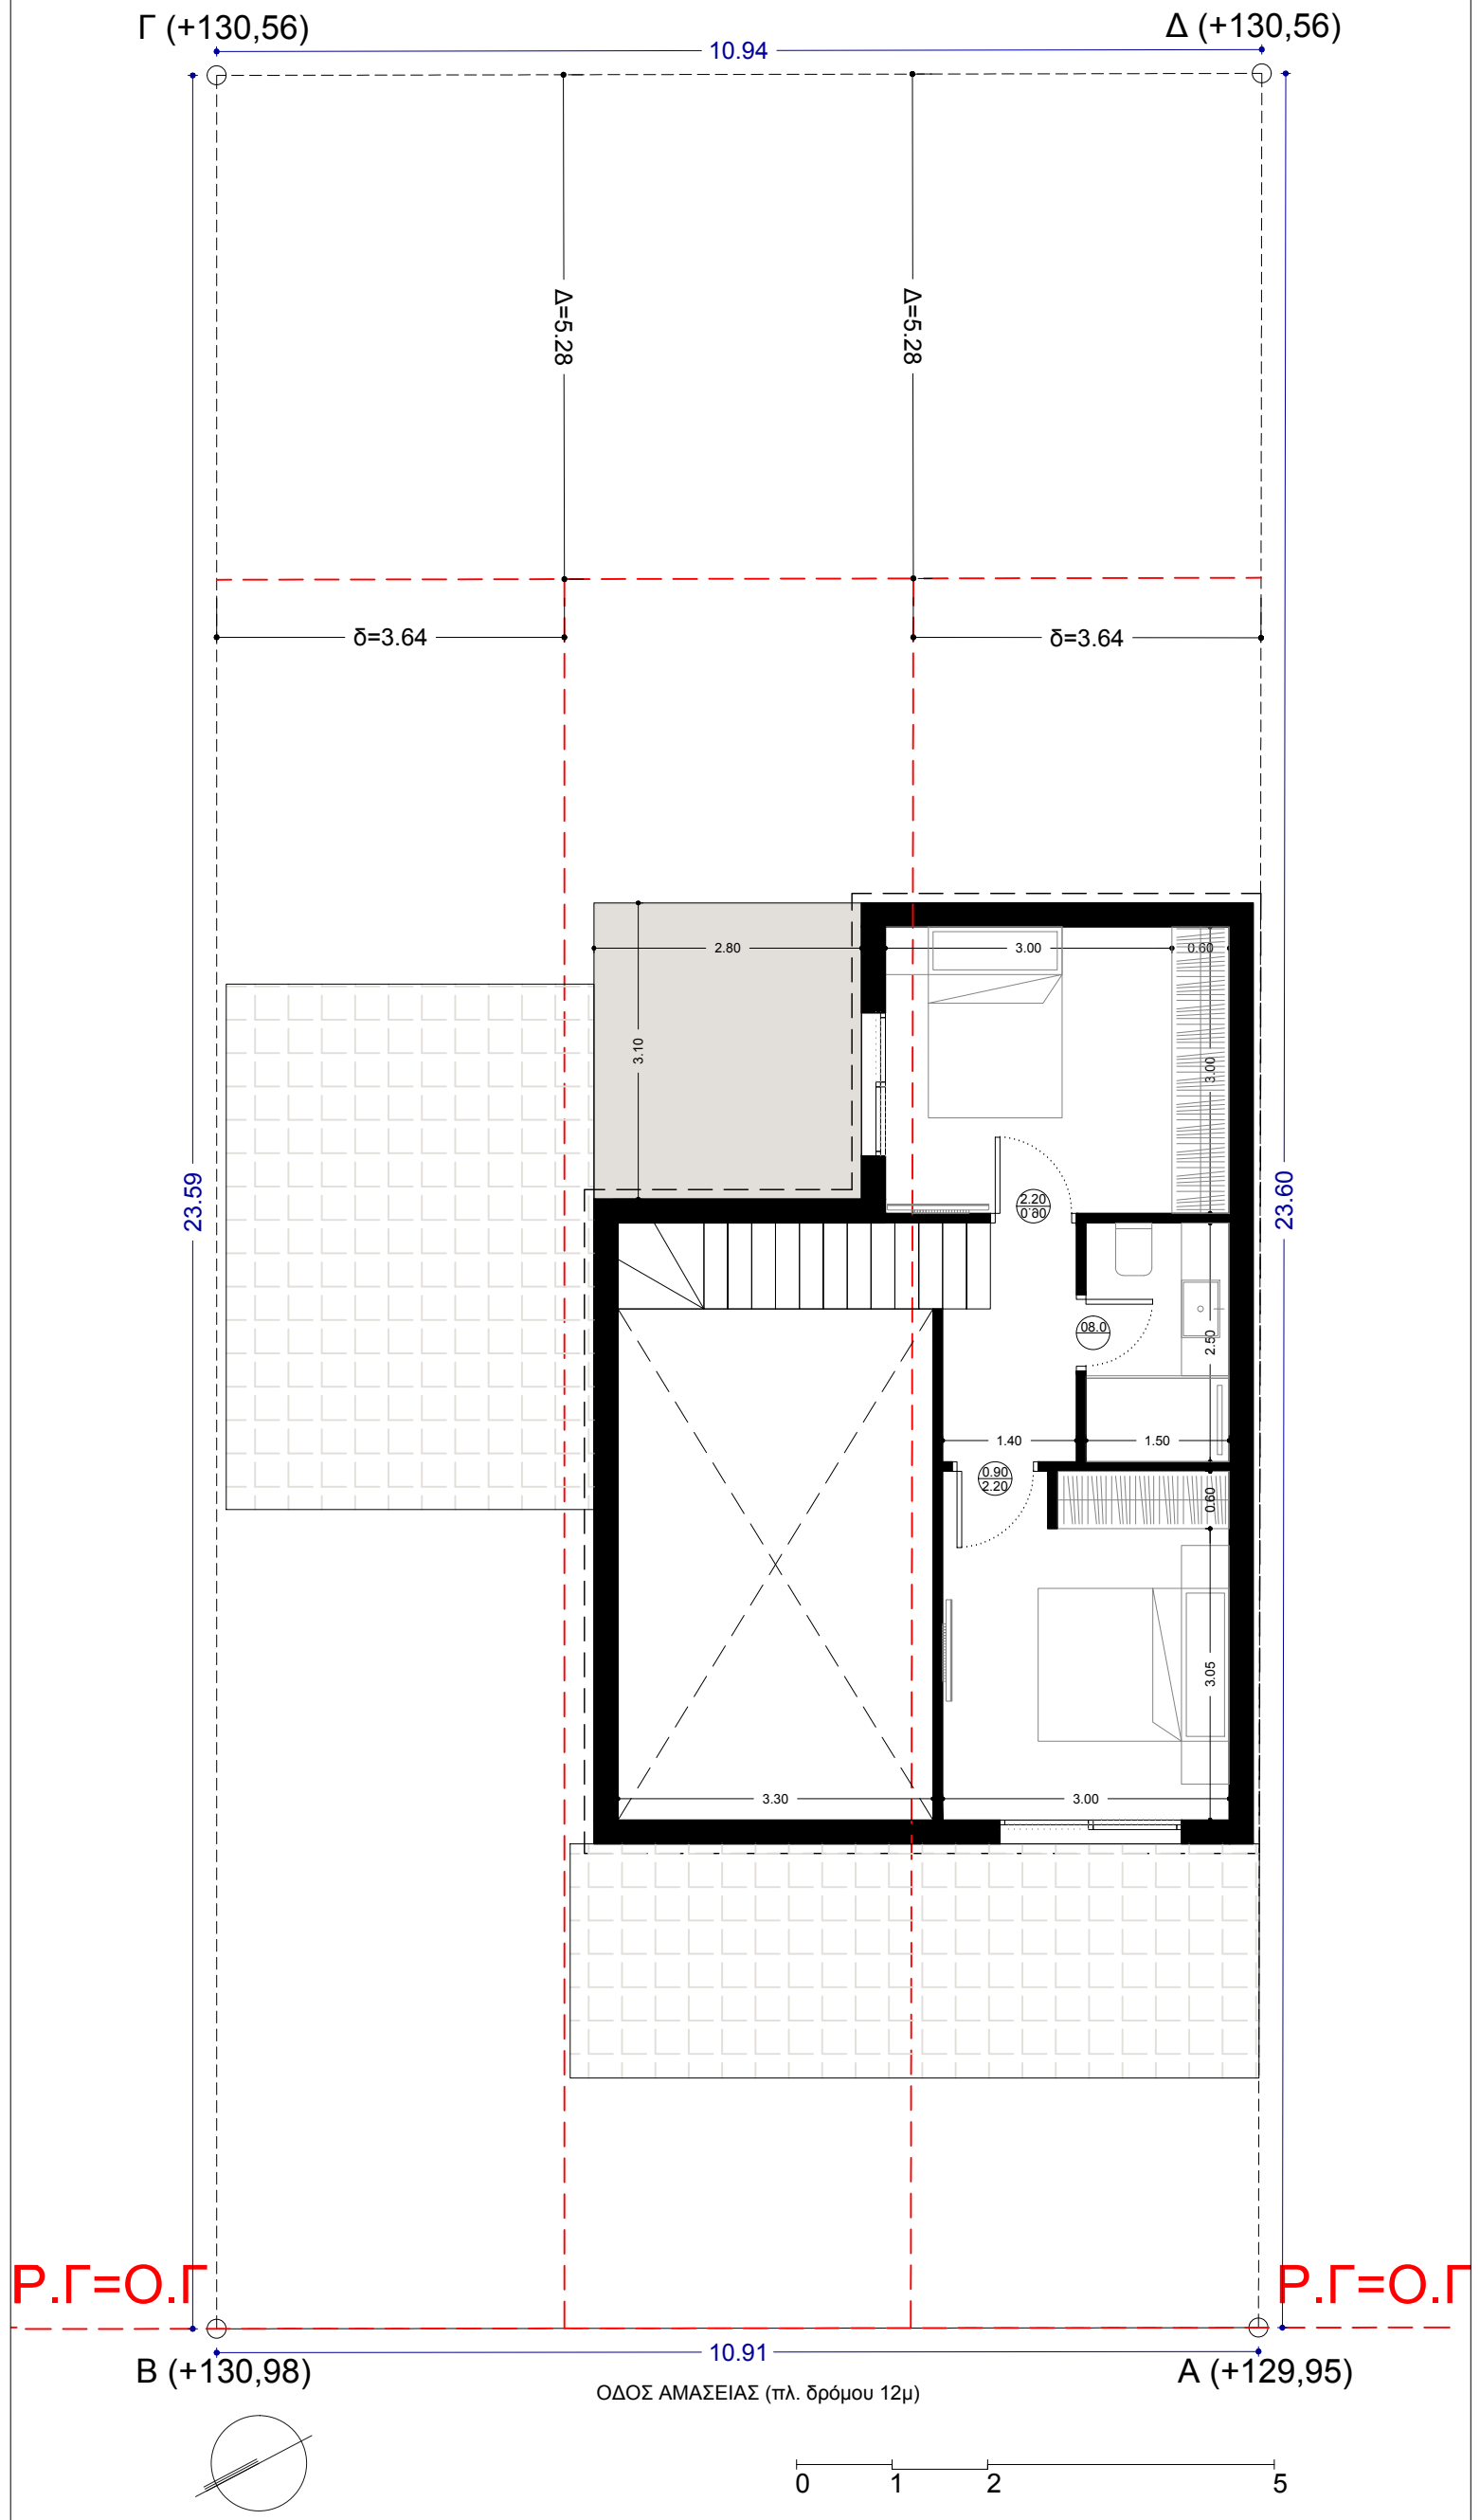 Γ (+130,56)
Δ (+130,56)
10.94
Δ=5.28
Δ=5.28
δ=3.64
δ=3.64
2.80
3.00
0.60
3.10
3.00
23.59
23.60
2.20
0.80
0.80
2.50
1.40
1.50
0.90
2.20
0.60
3.05
3.30
3.00
Ρ.Γ=Ο.Γ
Ρ.Γ=Ο.Γ
10.91
Β (+130,98)
Α (+129,95)
ΟΔΟΣ ΑΜΑΣΕΙΑΣ (πλ. δρόμου 12μ)
0 1 2 5